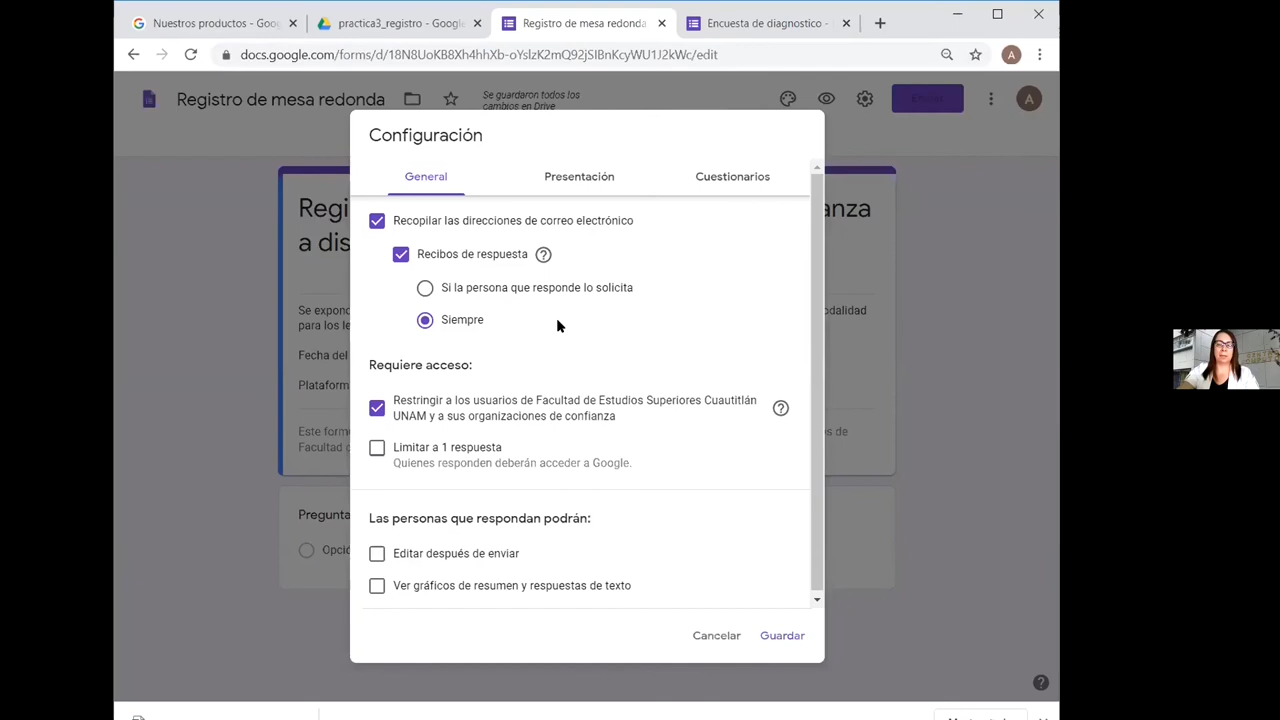 Nuestros productos - Goog
practica3_registro - Google
Registro de mesa redonda
Encuesta de diagnostico -
docs.google.com/forms/d/18N8UoKB8Xh4hhXb-oYslzK2mQ92jSIBnKcyWU1J2kWc/edit
A
Registro de mesa redonda
Se guardaron todos los
cambios en Drive
Enviar
A
Configuración
General
Presentación
Cuestionarios
Regi
anza
a dis
Recopilar las direcciones de correo electrónico
Recibos de respuesta
Si la persona que responde lo solicita
Siempre
Se expon
odalidad
para los le
Fecha del
Plataform
Requiere acceso:
Restringir a los usuarios de Facultad de Estudios Superiores Cuautitlán
UNAM y a sus organizaciones de confianza
Este form
s de
Facultad d
Limitar a 1 respuesta
Quienes responden deberán acceder a Google.
Pregunta
Las personas que respondan podrán:
Opció
Editar después de enviar
Ver gráficos de resumen y respuestas de texto
Cancelar
Guardar